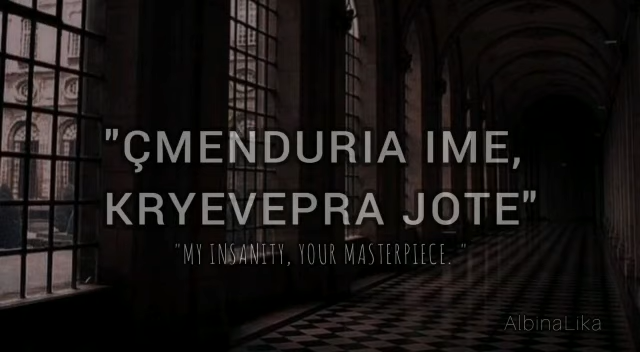 "ÇMENDURIA IME,
KRYEVEPRA JOTE"
"MY INSANITY, YOUR MASTERPIECE. "
AlbinaLika